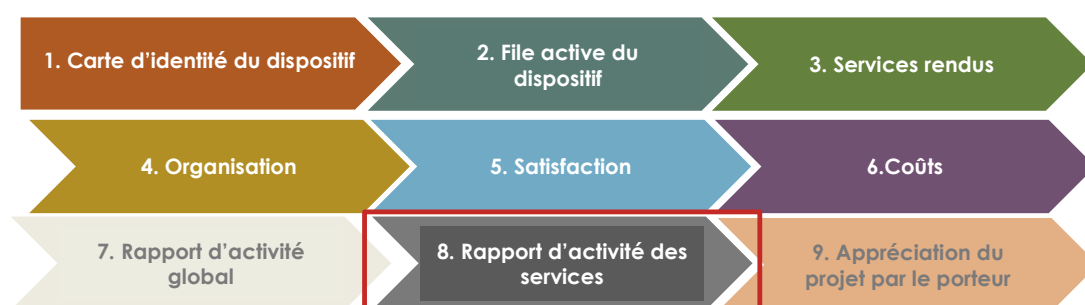 1. Carte d'identité du dispositif
2. File active du
dispositif
3. Services rendus
4. Organisation
5. Satisfaction
6.Coûts
7. Rapport d'activité
global
8. Rapport d'activité des
services
9. Appréciation du
projet par le porteur